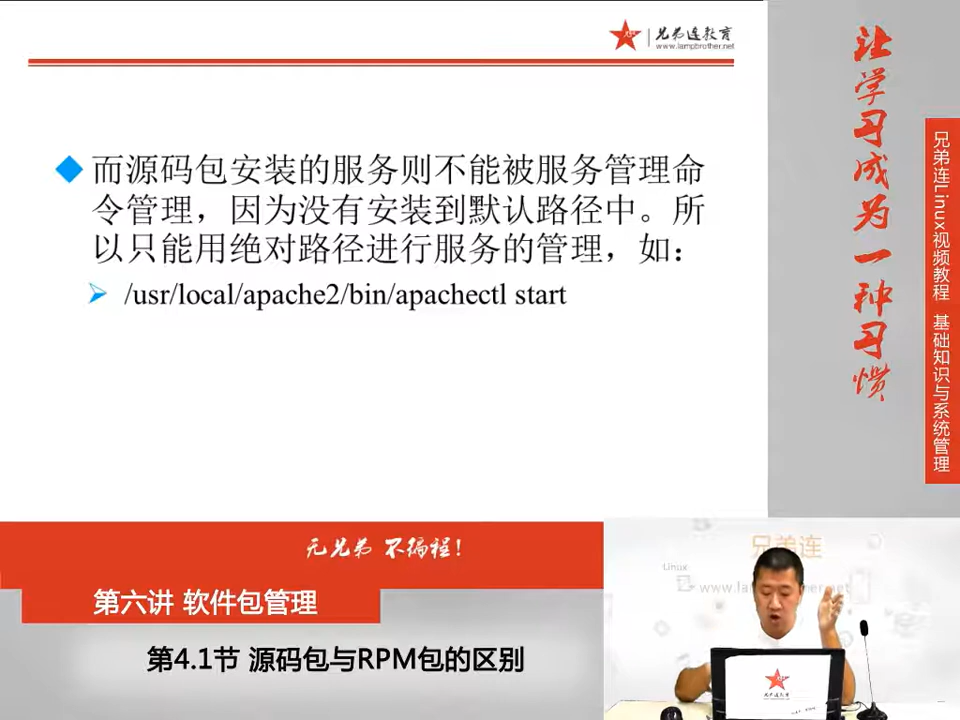 兄弟连教育
www.lampbrother.net
而源码包安装的服务则不能被服务管理命
令管理，因为没有安装到默认路径中。所
以只能用绝对路径进行服务的管理，如：
/usr/local/apache2/bin/apachectl start
让学习成为一种习惯
兄弟连Linux视频教程 基础知识与系统管理
无兄弟 不编程！
第六讲 软件包管理
第4.1节 源码包与RPM包的区别
兄弟连
Linux